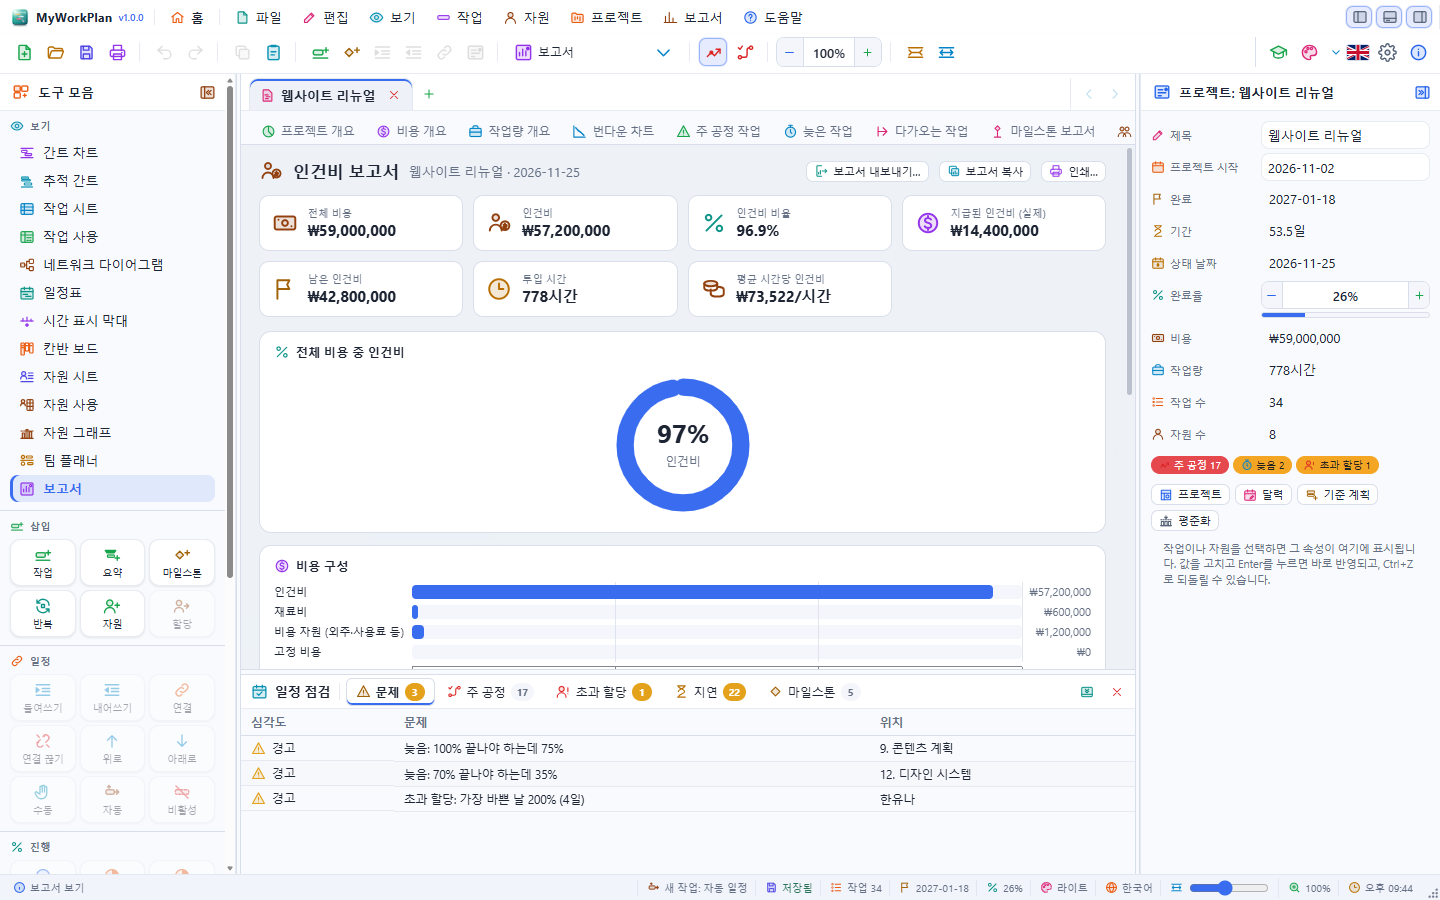 MyWorkPlan v1.0.0 홈 파일 편집 보기 작업 자원 프로젝트 보고서 도움말
보고서 100%
도구 모음
보기
간트 차트
추적 간트
작업 시트
작업 사용
네트워크 다이어그램
일정표
시간 표시 막대
칸반 보드
자원 시트
자원 사용
자원 그래프
팀 플래너
보고서
삽입
작업 요약 마일스톤
반복 자원 할당
일정
들여쓰기 내어쓰기 연결
연결 끊기 위로 아래로
수동 자동 비활성
진행
웹사이트 리뉴얼
프로젝트 개요 비용 개요 작업량 개요 번다운 차트 주 공정 작업 늦은 작업 다가오는 작업 마일스톤 보고서
인건비 보고서 웹사이트 리뉴얼 · 2026-11-25 보고서 내보내기... 보고서 복사 인쇄...
전체 비용
₩59,000,000
인건비
₩57,200,000
인건비 비율
96.9%
지급된 인건비 (실제)
₩14,400,000
남은 인건비
₩42,800,000
투입 시간
778시간
평균 시간당 인건비
₩73,522/시간
전체 비용 중 인건비
97%
인건비
비용 구성
인건비 ₩57,200,000
재료비 ₩600,000
비용 자원 (외주·사용료 등) ₩1,200,000
고정 비용 ₩0
일정 점검 문제 3 주 공정 17 초과 할당 1 지연 22 마일스톤 5
심각도 문제 위치
경고 늦음: 100% 끝나야 하는데 75% 9. 콘텐츠 계획
경고 늦음: 70% 끝나야 하는데 35% 12. 디자인 시스템
경고 초과 할당: 가장 바쁜 날 200% (4일) 한유나
프로젝트: 웹사이트 리뉴얼
제목 웹사이트 리뉴얼
프로젝트 시작 2026-11-02
완료 2027-01-18
기간 53.5일
상태 날짜 2026-11-25
완료율 26%
비용 ₩59,000,000
작업량 778시간
작업 수 34
자원 수 8
주 공정 17 늦음 2 초과 할당 1
프로젝트 달력 기준 계획
평준화
작업이나 자원을 선택하면 그 속성이 여기에 표시됩니
다. 값을 고치고 Enter를 누르면 바로 반영되고, Ctrl+Z
로 되돌릴 수 있습니다.
보고서 보기 새 작업: 자동 일정 저장됨 작업 34 2027-01-18 26% 라이트 한국어 100% 오후 09:44